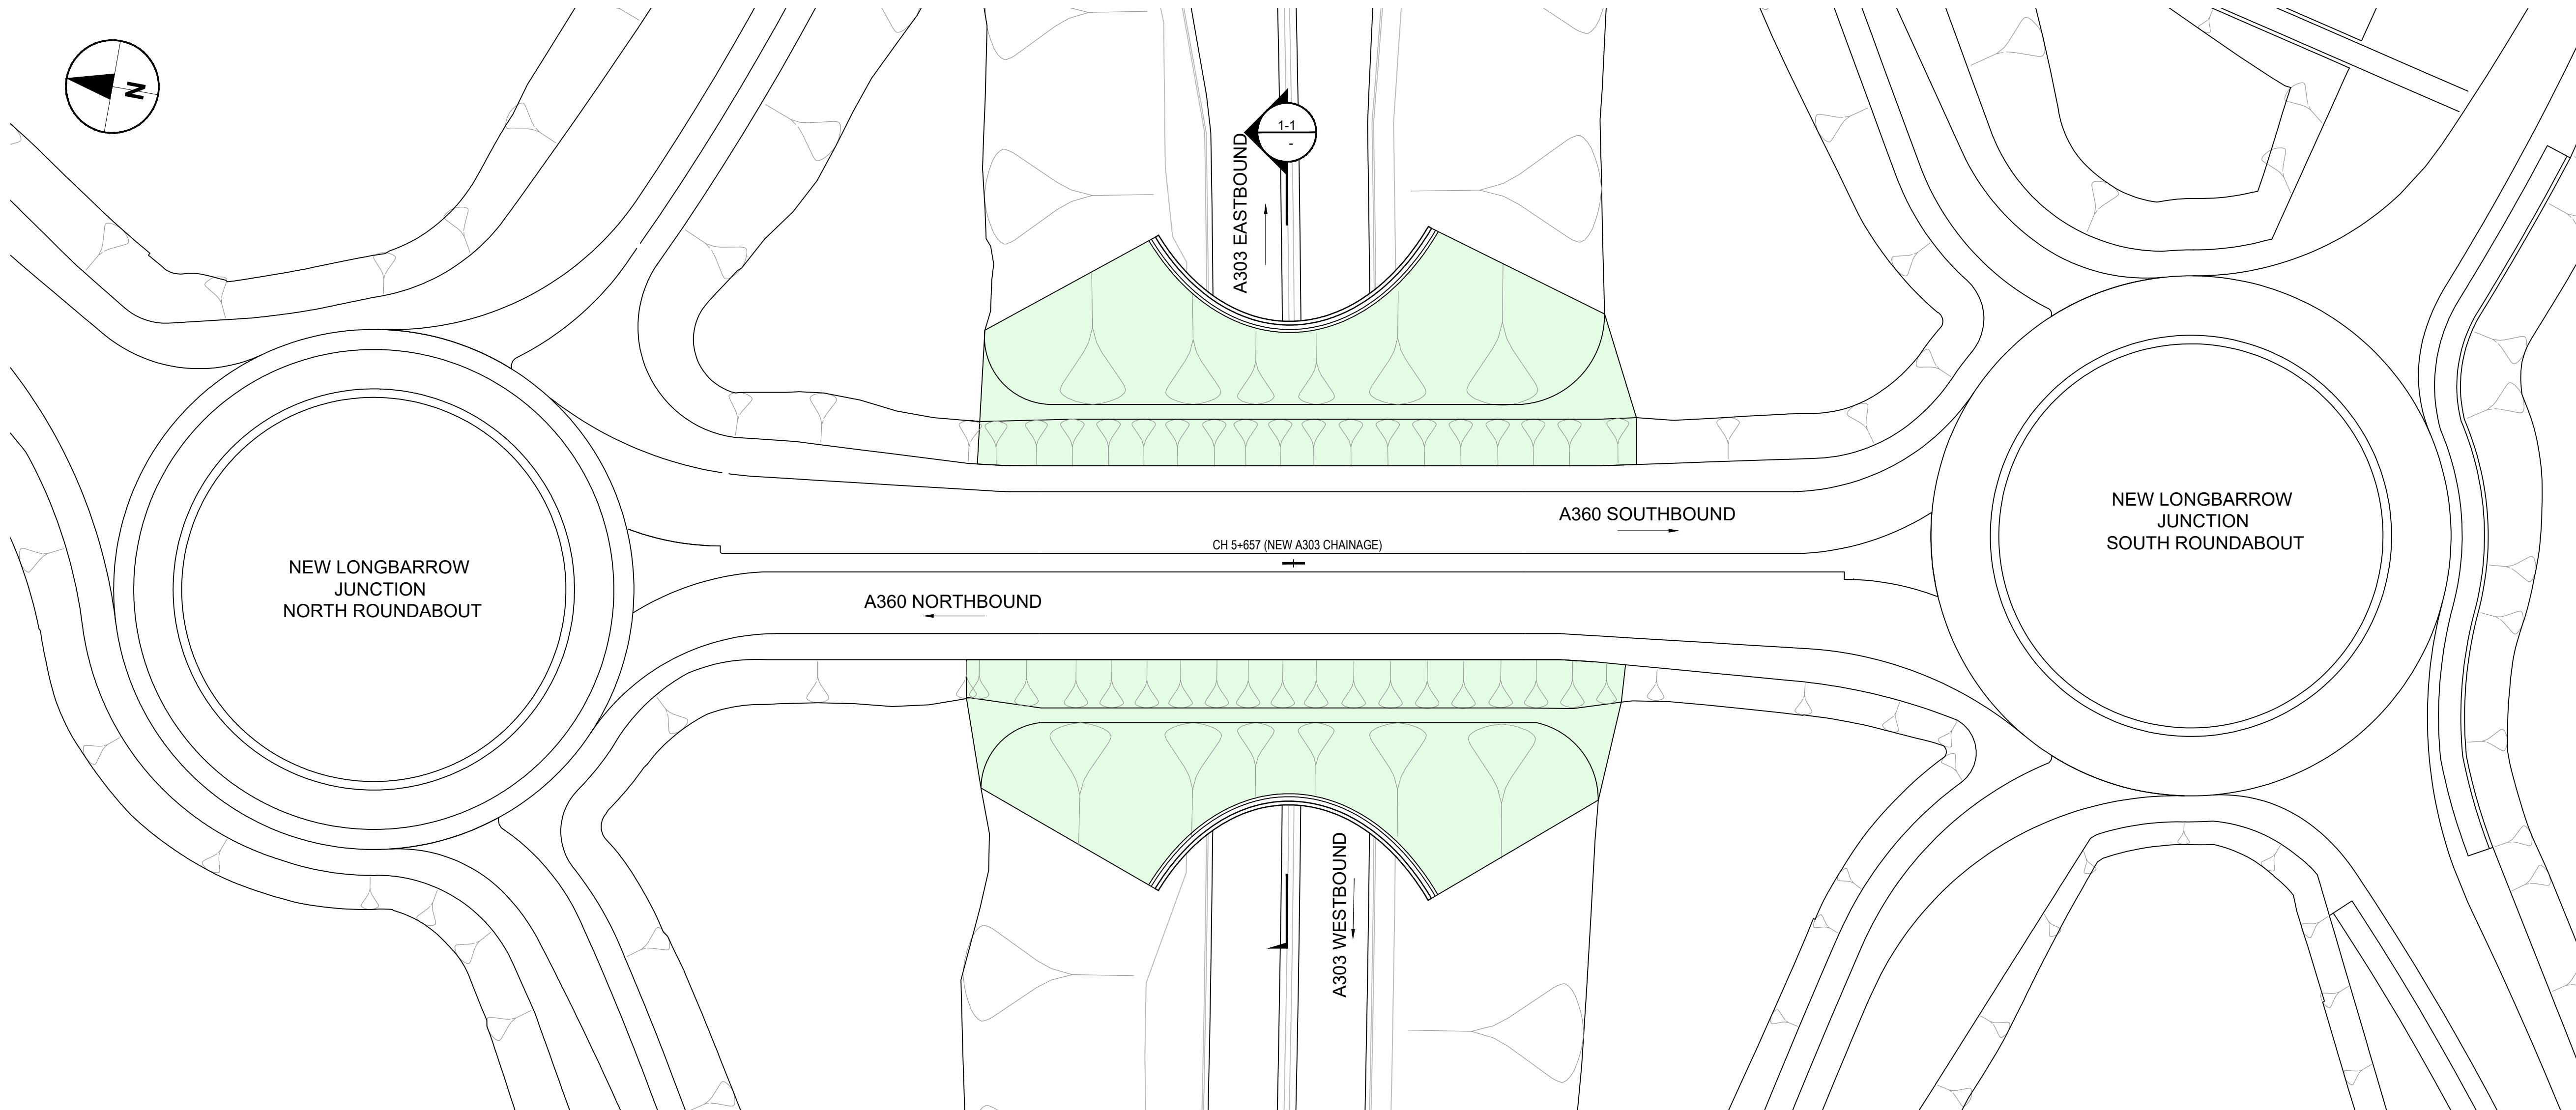 N
1-1
-
A303 EASTBOUND
NEW LONGBARROW
JUNCTION
SOUTH ROUNDABOUT
A360 SOUTHBOUND
CH 5+657 (NEW A303 CHAINAGE)
NEW LONGBARROW
JUNCTION
NORTH ROUNDABOUT
A360 NORTHBOUND
A303 WESTBOUND